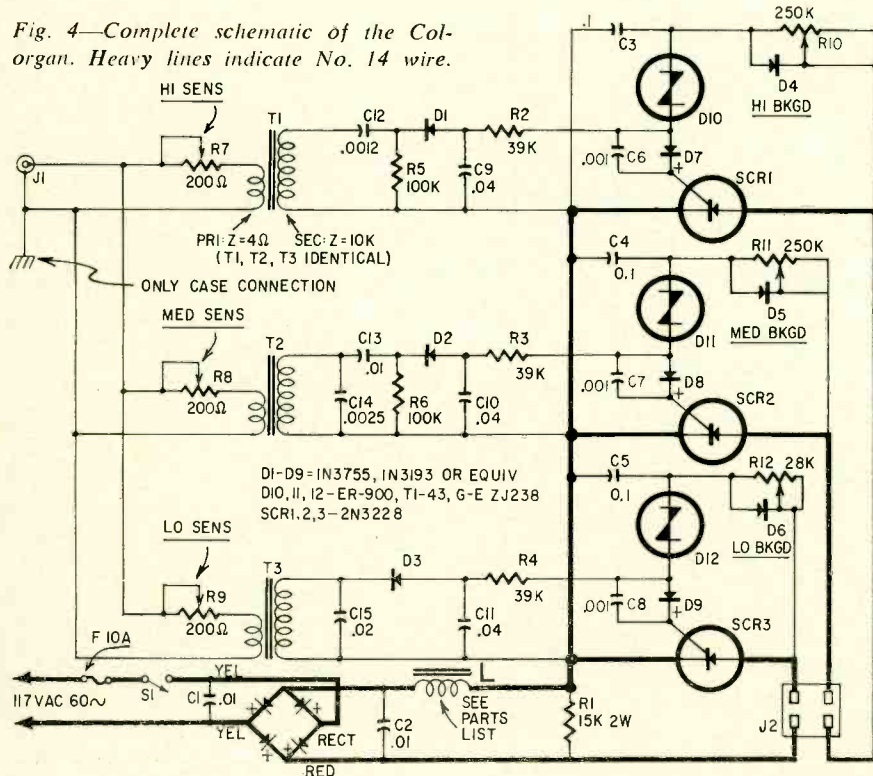 Fig. 4—Complete schematic of the Col-
organ. Heavy lines indicate No. 14 wire.
HI SENS
J1
R7
200Ω
T1
C12
.0012
D1
R2
39K
R5
100K
C9
.04
PRI:Z=4Ω
SEC:Z=10K
(T1, T2, T3 IDENTICAL)
ONLY CASE CONNECTION
.1
C3
250K
R10
D4
HI BKGD
D10
.001
C6
D7
+
SCR1
MED SENS
R8
200Ω
T2
C13
.01
D2
R3
39K
C14
.0025
R6
100K
C10
.04
C4
0.1
R11
250K
D5
MED BKGD
D11
.001
C7
D8
+
SCR2
D1-D9=1N3755, 1N3193 OR EQUIV
D10, 11, 12-ER-900, T1-43, G-E ZJ238
SCR1,2,3-2N3228
LO SENS
R9
200Ω
T3
D3
R4
39K
C15
.02
C11
.04
C5
0.1
R12
28K
D6
LO BKGD
D12
.001
C8
D9
+
SCR3
F 10A
117VAC 60~
S1
C1
.01
YEL
YEL
+
+
+
+
RECT
RED
C2
.01
L
SEE
PARTS
LIST
R1
15K 2W
J2